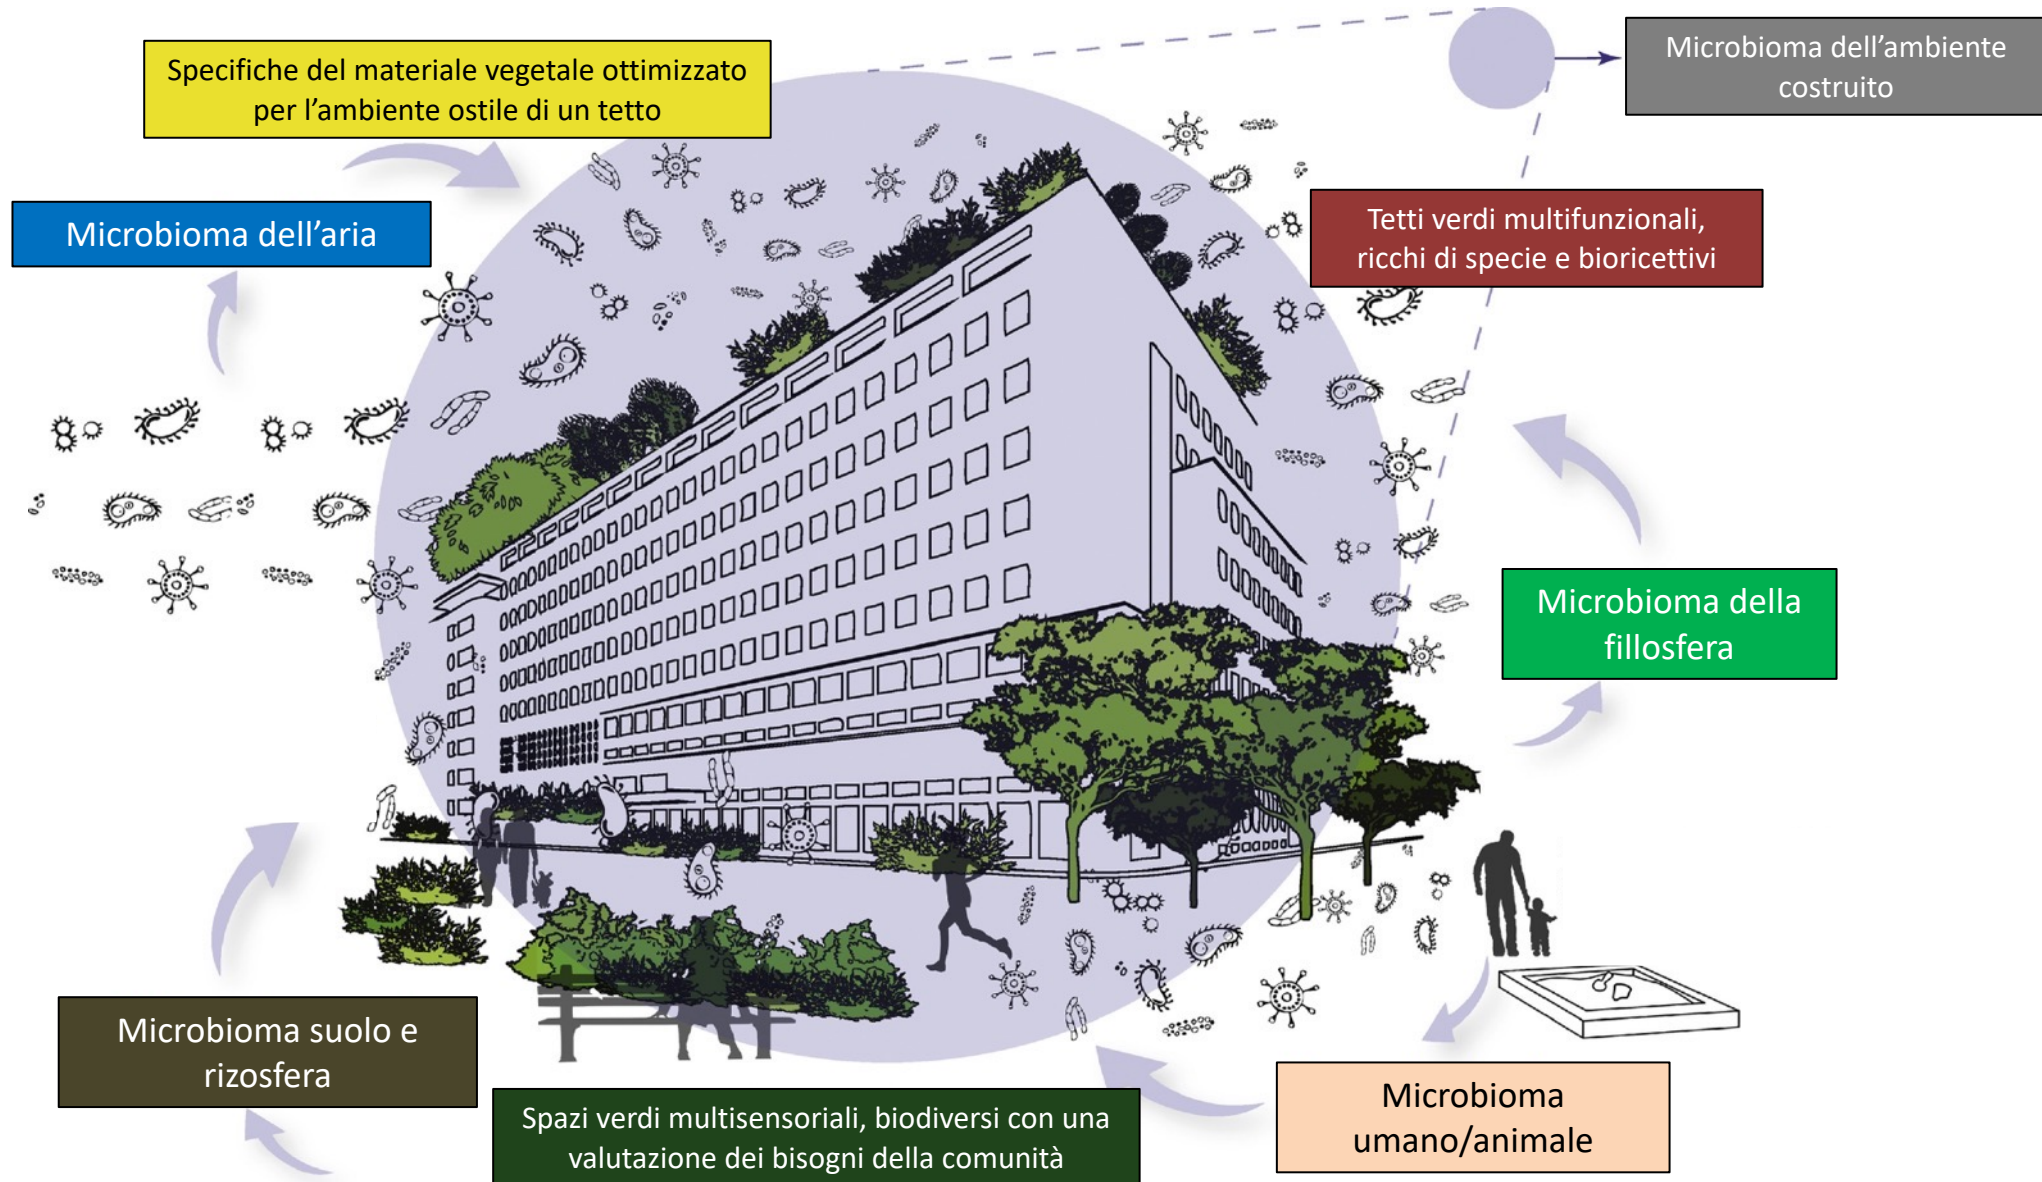 Specifiche del materiale vegetale ottimizzato
per l’ambiente ostile di un tetto
Microbioma dell’ambiente
costruito
Microbioma dell’aria
Tetti verdi multifunzionali,
ricchi di specie e bioricettivi
Microbioma della
fillosfera
Microbioma suolo e
rizosfera
Spazi verdi multisensoriali, biodiversi con una
valutazione dei bisogni della comunità
Microbioma
umano/animale